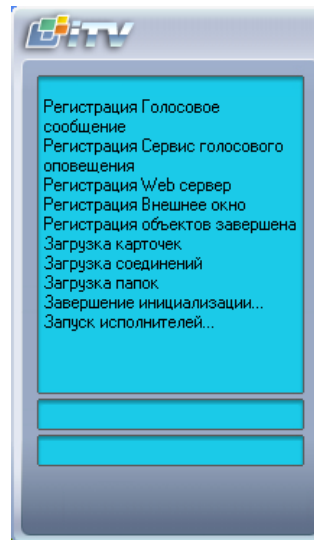 iTV
Регистрация Голосовое
сообщение
Регистрация Сервис голосового
оповещения
Регистрация Web сервер
Регистрация Внешнее окно
Регистрация объектов завершена
Загрузка карточек
Загрузка соединений
Загрузка папок
Завершение инициализации...
Запуск исполнителей...